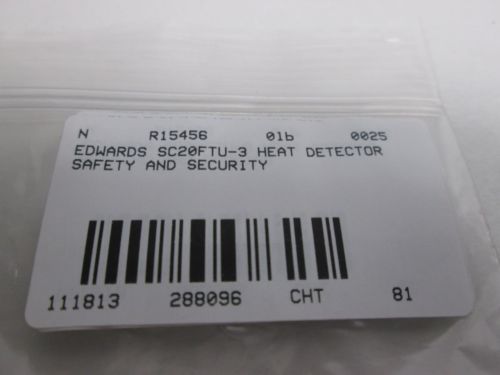 N R15456 01b 0025
EDWARDS SC20FTU-3 HEAT DETECTOR
SAFETY AND SECURITY
111813 288096 CHT 81